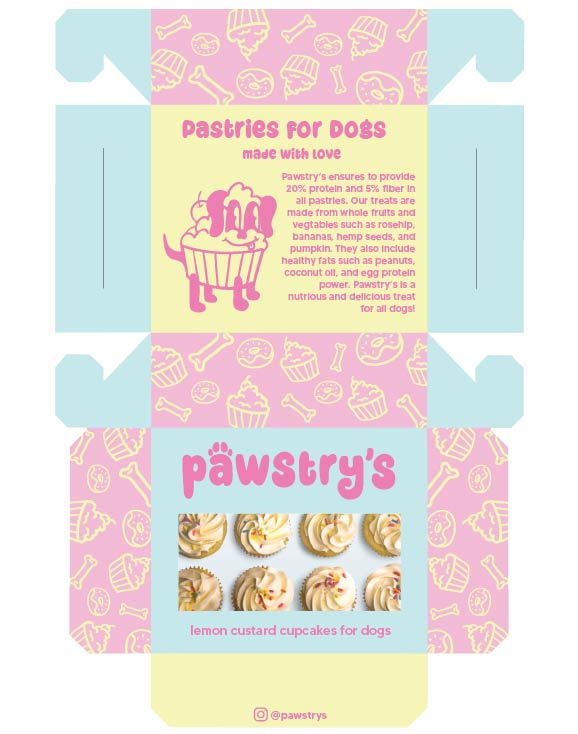 Pastries for Dogs
made with love
Pawstry's ensures to provide
20% protein and 5% fiber in
all pastries. Our treats are
made from whole fruits and
vegtables such as rosehip,
bananas, hemp seeds, and
pumpkin. They also include
healthy fats such as peanuts,
coconut oil, and egg protein
power. Pawstry's is a
nutrious and delicious treat
for all dogs!
pawstry's
lemon custard cupcakes for dogs
@pawstrys